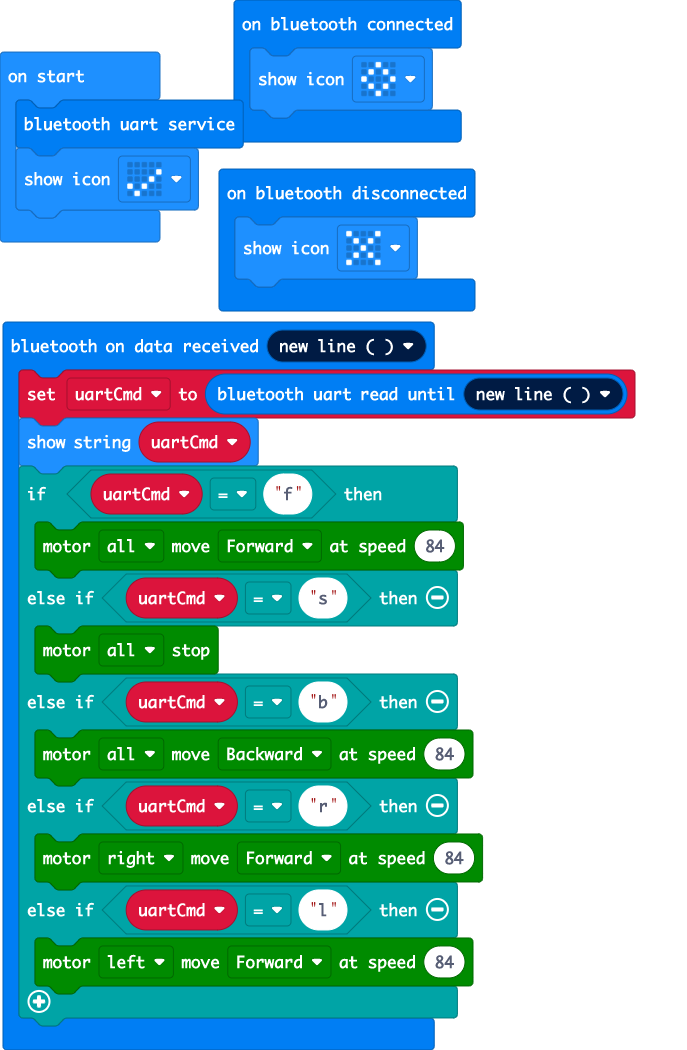 on start
bluetooth uart service
show icon
on bluetooth connected
show icon
on bluetooth disconnected
show icon
bluetooth on data received new line ( )
set uartCmd to bluetooth uart read until new line ( )
show string uartCmd
if uartCmd = "f" then
motor all move Forward at speed 84
else if uartCmd = "s" then
motor all stop
else if uartCmd = "b" then
motor all move Backward at speed 84
else if uartCmd = "r" then
motor right move Forward at speed 84
else if uartCmd = "l" then
motor left move Forward at speed 84